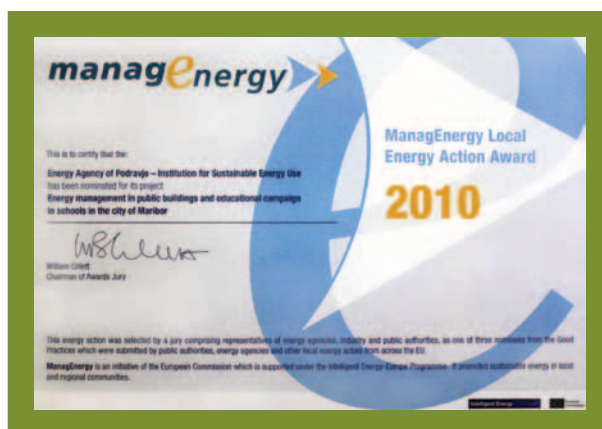 managenergy
ManagEnergy Local
Energy Action Award
2010
This is to certify that the:
Energy Agency of Podravje – Institution for Sustainable Energy Use
has been nominated for its project
Energy management in public buildings and educational campaign
in schools in the city of Maribor
William Gillett
Chairman of Awards Jury
This energy action was selected by a jury comprising representatives of energy agencies, industry and public authorities, as one of three nominees from the Good
Practices which were submitted by public authorities, energy agencies and other local energy actors from across the EU.
ManagEnergy is an initiative of the European Commission which is supported under the Intelligent Energy-Europe Programme. It promotes sustainable energy in local
and regional communities.
Intelligent Energy